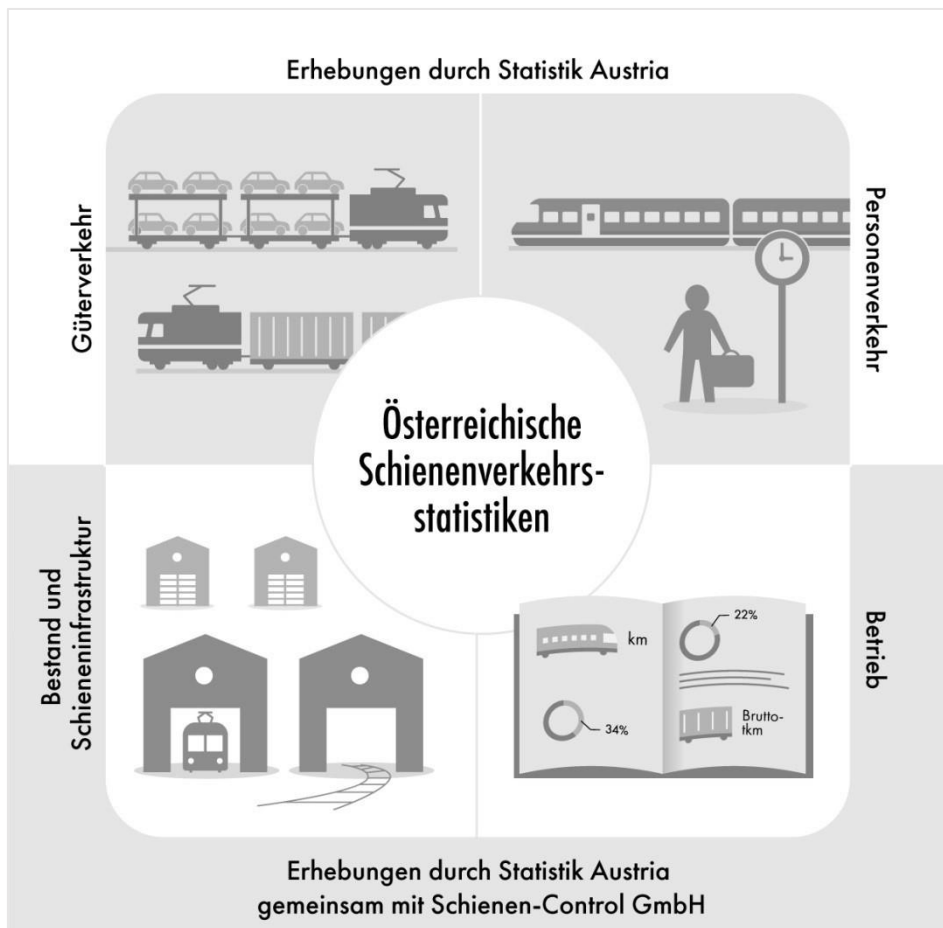 Erhebungen durch Statistik Austria
Güterverkehr
Personenverkehr
Österreichische
Schienenverkehrs-
statistiken
Bestand und
Schieneninfrastruktur
Betrieb
km
22%
34%
Brutto-
tkm
Erhebungen durch Statistik Austria
gemeinsam mit Schienen-Control GmbH